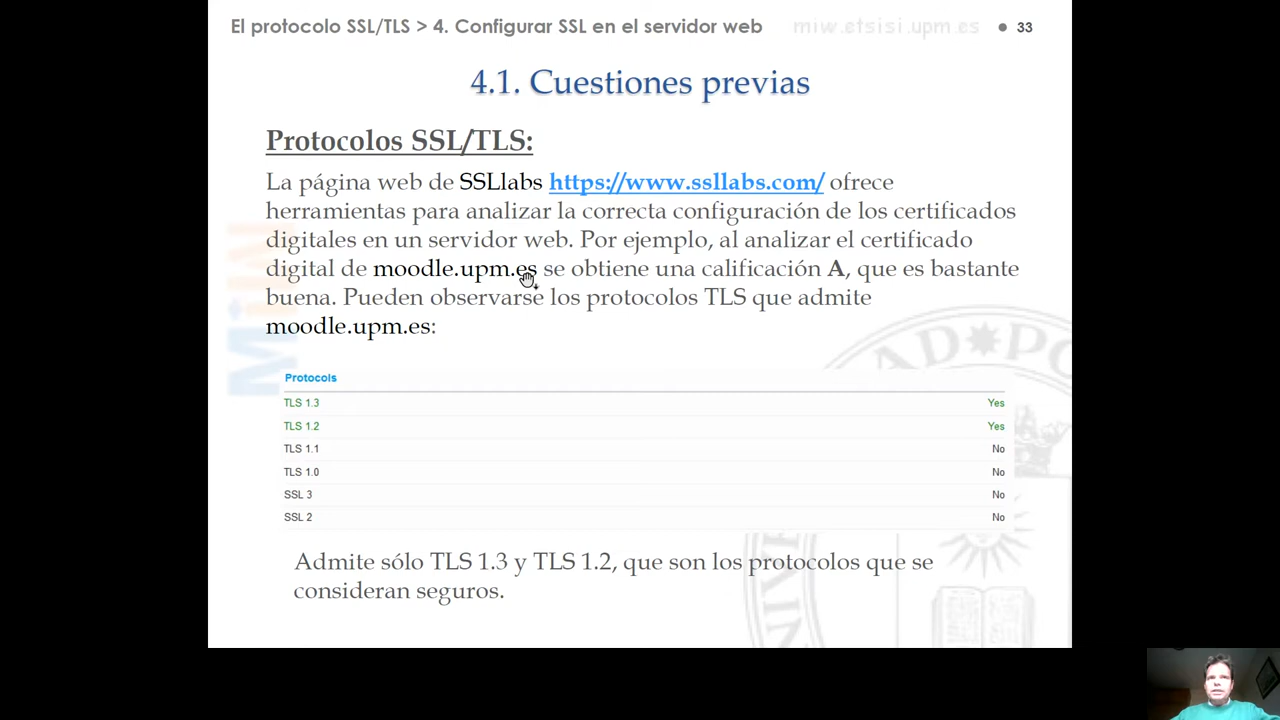 El protocolo SSL/TLS > 4. Configurar SSL en el servidor web miw.etsisi.upm.es ● 33
4.1. Cuestiones previas
Protocolos SSL/TLS:
La página web de SSLlabs https://www.ssllabs.com/ ofrece
herramientas para analizar la correcta configuración de los certificados
digitales en un servidor web. Por ejemplo, al analizar el certificado
digital de moodle.upm.es se obtiene una calificación A, que es bastante
buena. Pueden observarse los protocolos TLS que admite
moodle.upm.es:
Protocols
TLS 1.3 Yes
TLS 1.2 Yes
TLS 1.1 No
TLS 1.0 No
SSL 3 No
SSL 2 No
Admite sólo TLS 1.3 y TLS 1.2, que son los protocolos que se
consideran seguros.